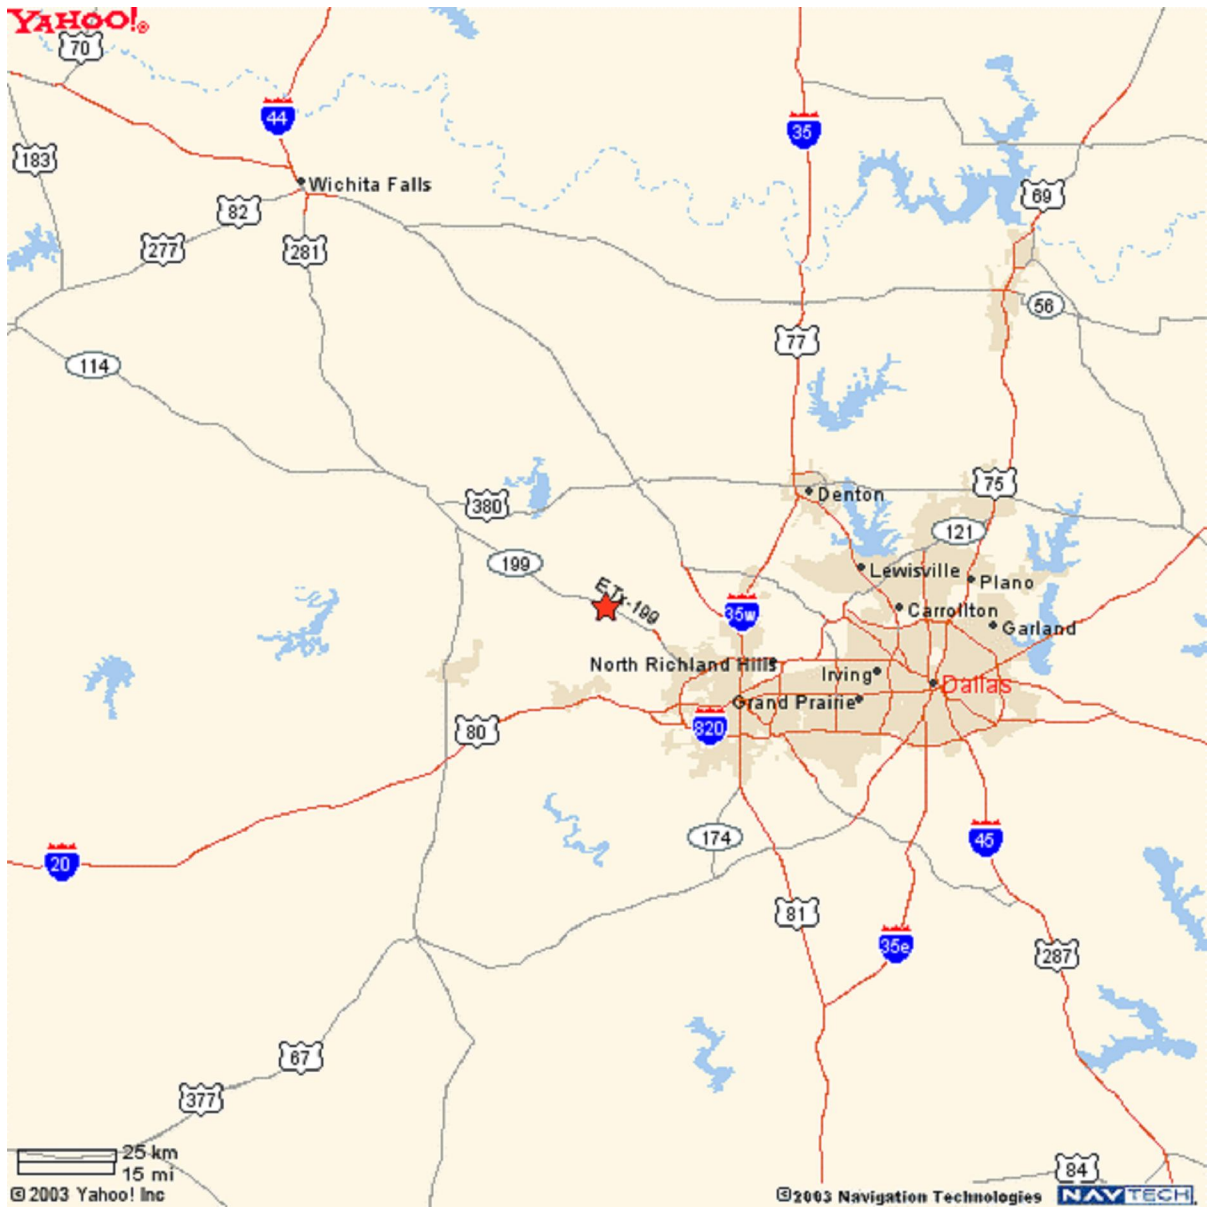 YAHOO!®
70
44
35
183
Wichita Falls
69
82
277
281
56
77
114
380
Denton
75
199
121
Lewisville
Plano
E Tx-199
35w
Carrollton
Garland
North Richland Hills
Irving
Dallas
Grand Prairie
80
820
174
45
20
81
35e
287
67
377
25 km
15 mi
84
© 2003 Yahoo! Inc
©2003 Navigation Technologies NAVTECH